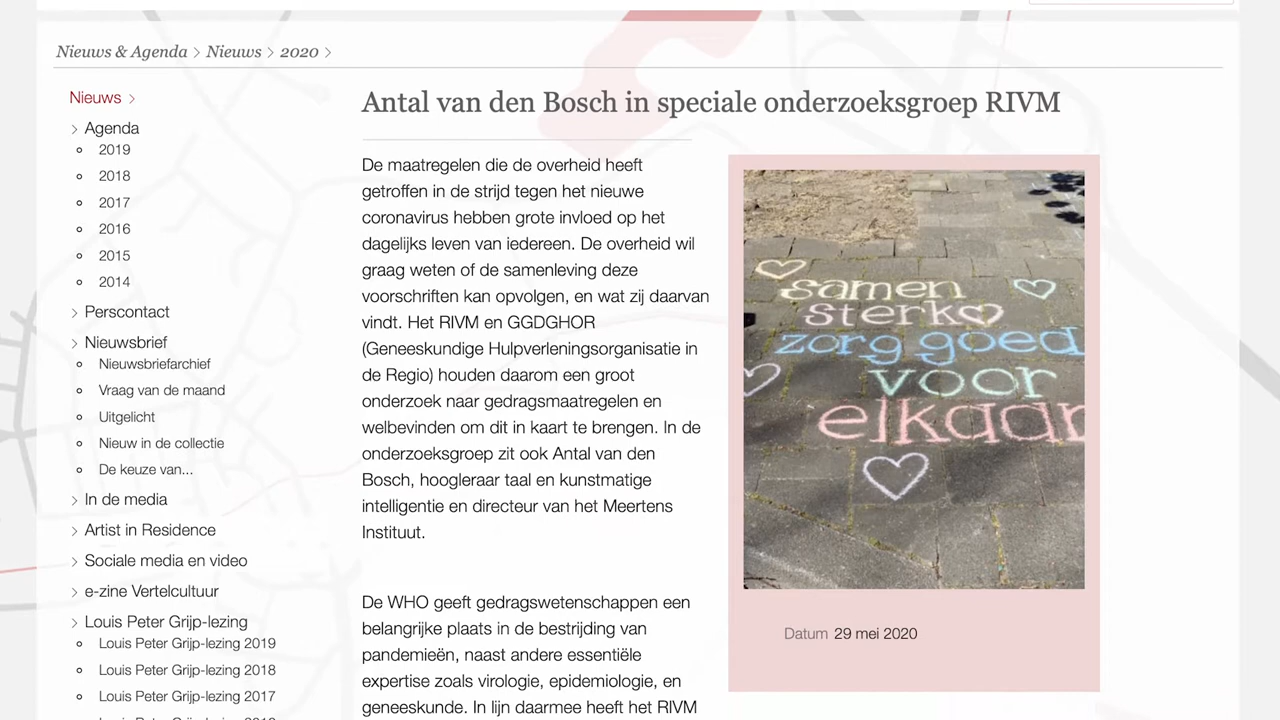 Nieuws & Agenda > Nieuws > 2020 >
Nieuws >
> Agenda
2019
2018
2017
2016
2015
2014
> Perscontact
> Nieuwsbrief
Nieuwsbriefarchief
Vraag van de maand
Uitgelicht
Nieuw in de collectie
De keuze van...
> In de media
> Artist in Residence
> Sociale media en video
> e-zine Vertelcultuur
> Louis Peter Grijp-lezing
Louis Peter Grijp-lezing 2019
Louis Peter Grijp-lezing 2018
Louis Peter Grijp-lezing 2017
Antal van den Bosch in speciale onderzoeksgroep RIVM
De maatregelen die de overheid heeft
getroffen in de strijd tegen het nieuwe
coronavirus hebben grote invloed op het
dagelijks leven van iedereen. De overheid wil
graag weten of de samenleving deze
voorschriften kan opvolgen, en wat zij daarvan
vindt. Het RIVM en GGDGHOR
(Geneeskundige Hulpverleningsorganisatie in
de Regio) houden daarom een groot
onderzoek naar gedragsmaatregelen en
welbevinden om dit in kaart te brengen. In de
onderzoeksgroep zit ook Antal van den
Bosch, hoogleraar taal en kunstmatige
intelligentie en directeur van het Meertens
Instituut.
De WHO geeft gedragswetenschappen een
belangrijke plaats in de bestrijding van
pandemieën, naast andere essentiële
expertise zoals virologie, epidemiologie, en
geneeskunde. In lijn daarmee heeft het RIVM
samen
sterk
zorg goed
voor
elkaar
Datum 29 mei 2020